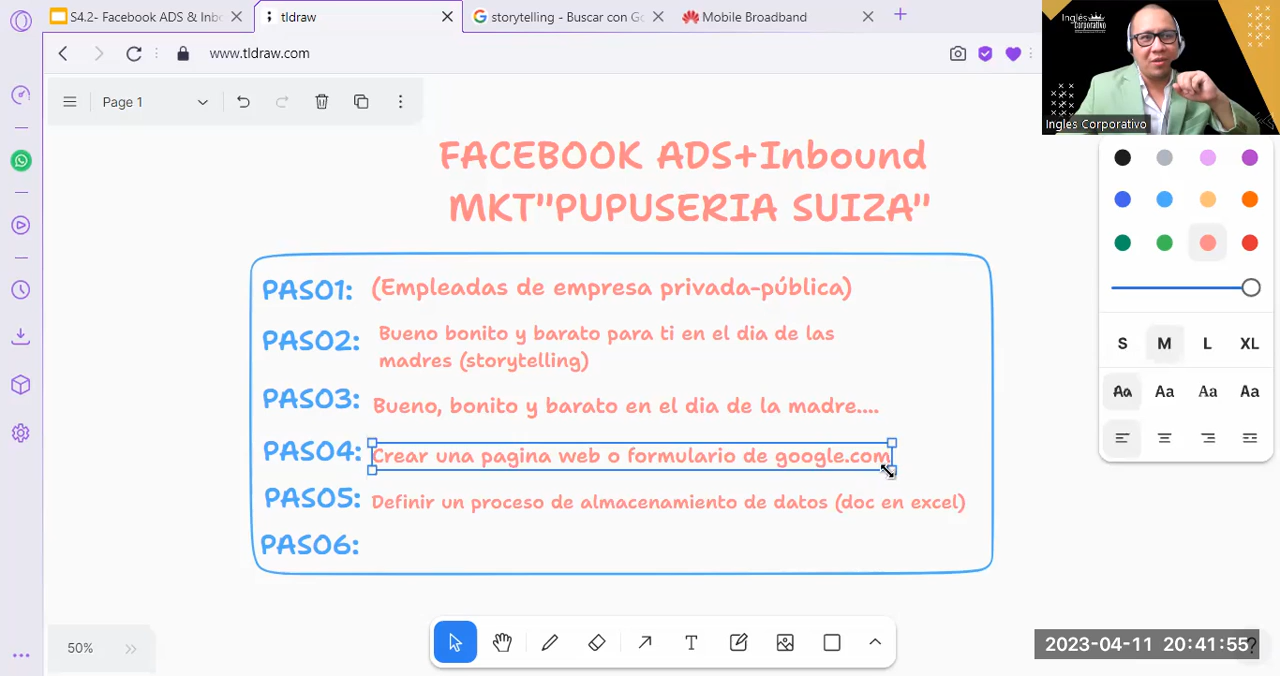 S4.2- Facebook ADS & Inb
tldraw
storytelling - Buscar con Go
Mobile Broadband
www.tldraw.com
Page 1
Inglés
Corporativo
Inglés Corporativo
FACEBOOK ADS+Inbound
MKT"PUPUSERIA SUIZA"
PASO1: (Empleadas de empresa privada-pública)
PASO2: Bueno bonito y barato para ti en el dia de las
madres (storytelling)
PASO3: Bueno, bonito y barato en el dia de la madre....
PASO4: Crear una pagina web o formulario de google.com
PASO5: Definir un proceso de almacenamiento de datos (doc en excel)
PASO6:
S M L XL
Aa Aa Aa Aa
50%
2023-04-11 20:41:55